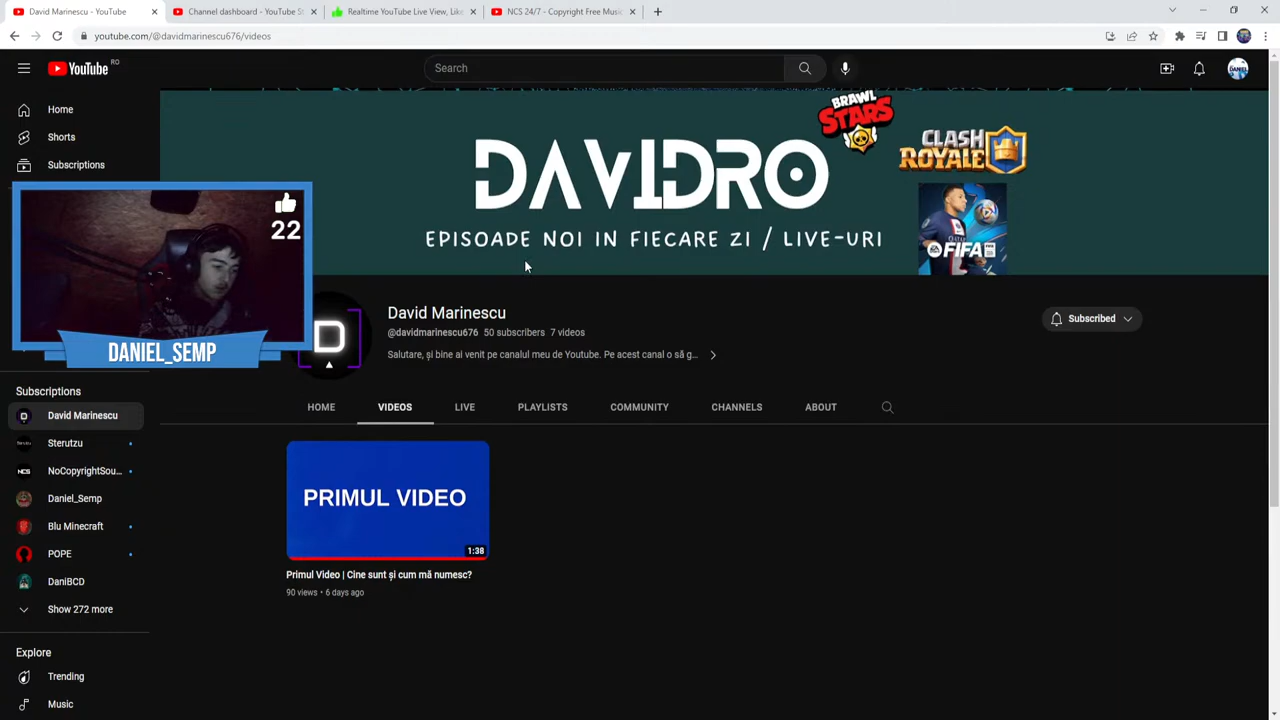 David Marinescu - YouTube
Channel dashboard - YouTube St
Realtime YouTube Live View, Like
NCS 24/7 - Copyright Free Music
youtube.com/@davidmarinescu676/videos
YouTube RO
Search
DANIEL
Home
Shorts
Subscriptions
BRAWL STARS
CLASH ROYALE
DAVIDRO
EPISOADE NOI IN FIECARE ZI / LIVE-URI
EA SPORTS FIFA
22
DANIEL_SEMP
D
David Marinescu
@davidmarinescu676 50 subscribers 7 videos
Salutare, și bine ai venit pe canalul meu de Youtube. Pe acest canal o să g...
Subscribed
HOME VIDEOS LIVE PLAYLISTS COMMUNITY CHANNELS ABOUT
Subscriptions
David Marinescu
Sterutzu
NoCopyrightSou...
Daniel_Semp
Blu Minecraft
POPE
DaniBCD
Show 272 more
Explore
Trending
Music
PRIMUL VIDEO
1:38
Primul Video | Cine sunt și cum mă numesc?
90 views • 6 days ago